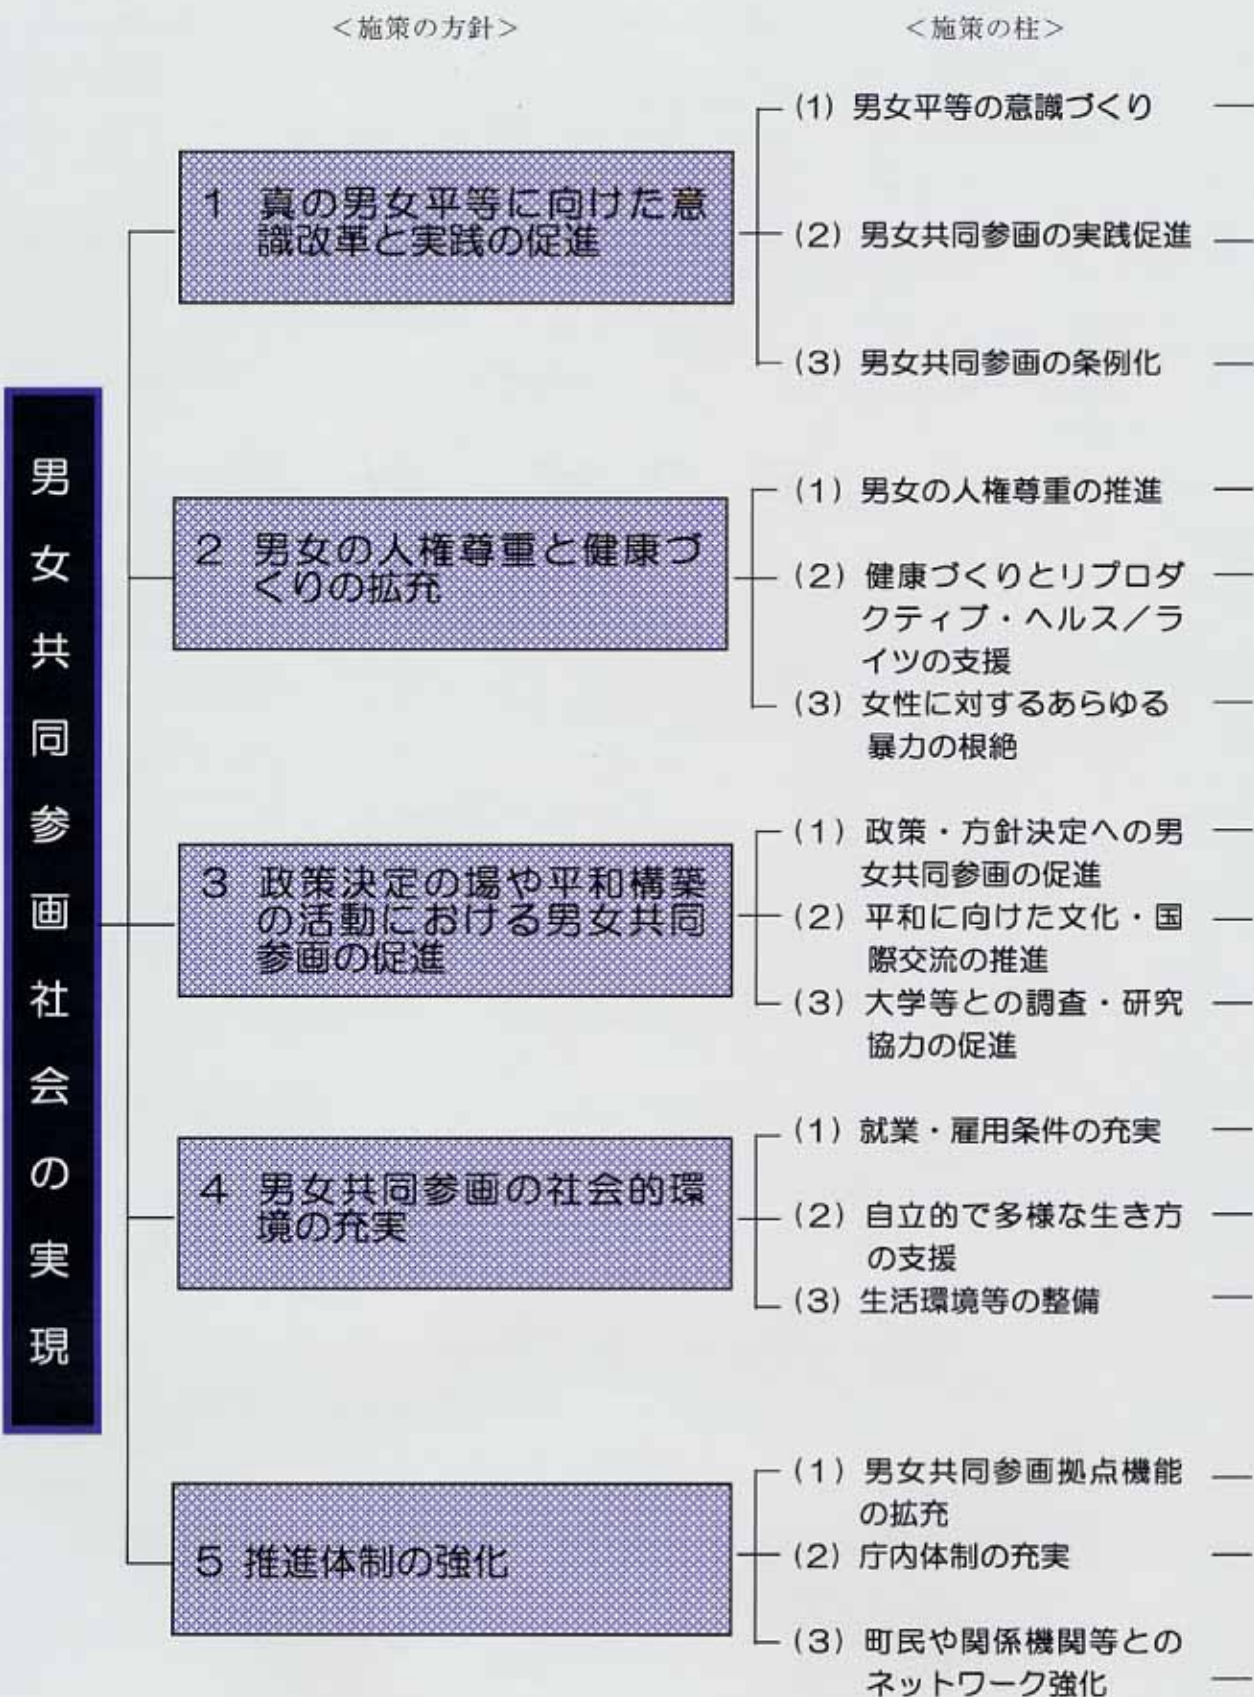 ＜施策の方針＞
＜施策の柱＞
男女共同参画社会の実現
1 真の男女平等に向けた意
識改革と実践の促進
(1) 男女平等の意識づくり
(2) 男女共同参画の実践促進
(3) 男女共同参画の条例化
2 男女の人権尊重と健康づ
くりの拡充
(1) 男女の人権尊重の推進
(2) 健康づくりとリプロダ
クティブ・ヘルス／ラ
イツの支援
(3) 女性に対するあらゆる
暴力の根絶
3 政策決定の場や平和構築
の活動における男女共同
参画の促進
(1) 政策・方針決定への男
女共同参画の促進
(2) 平和に向けた文化・国
際交流の推進
(3) 大学等との調査・研究
協力の促進
4 男女共同参画の社会的環
境の充実
(1) 就業・雇用条件の充実
(2) 自立的で多様な生き方
の支援
(3) 生活環境等の整備
5 推進体制の強化
(1) 男女共同参画拠点機能
の拡充
(2) 庁内体制の充実
(3) 町民や関係機関等との
ネットワーク強化